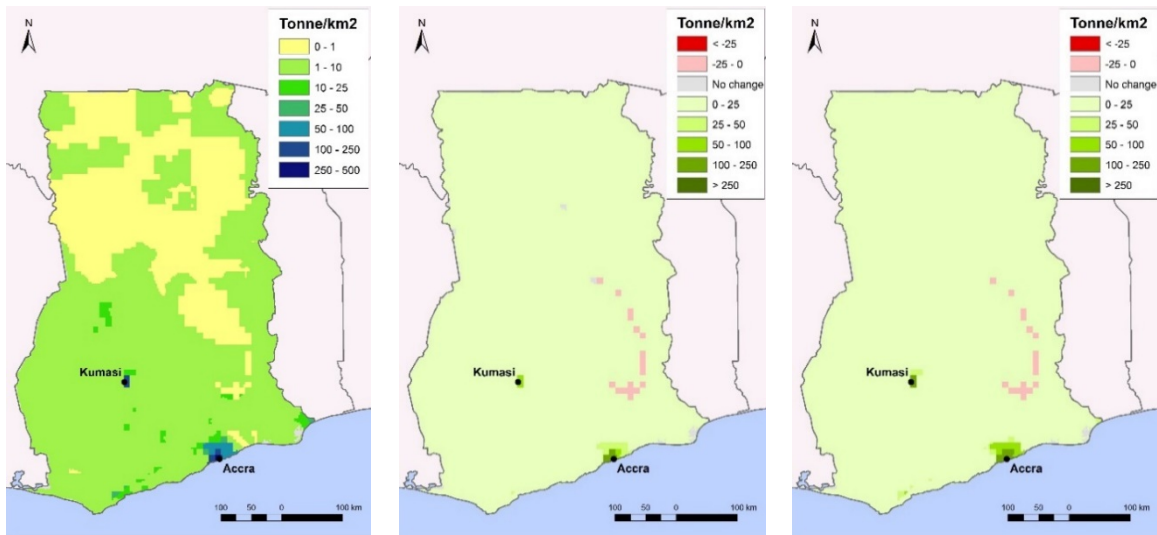 N
Tonne/km2
0 - 1
1 - 10
10 - 25
25 - 50
50 - 100
100 - 250
250 - 500
Kumasi
Accra
100 50 0 100 km
N
Tonne/km2
< -25
-25 - 0
No change
0 - 25
25 - 50
50 - 100
100 - 250
> 250
Kumasi
Accra
100 50 0 100 km
N
Tonne/km2
< -25
-25 - 0
No change
0 - 25
25 - 50
50 - 100
100 - 250
> 250
Kumasi
Accra
100 50 0 100 km